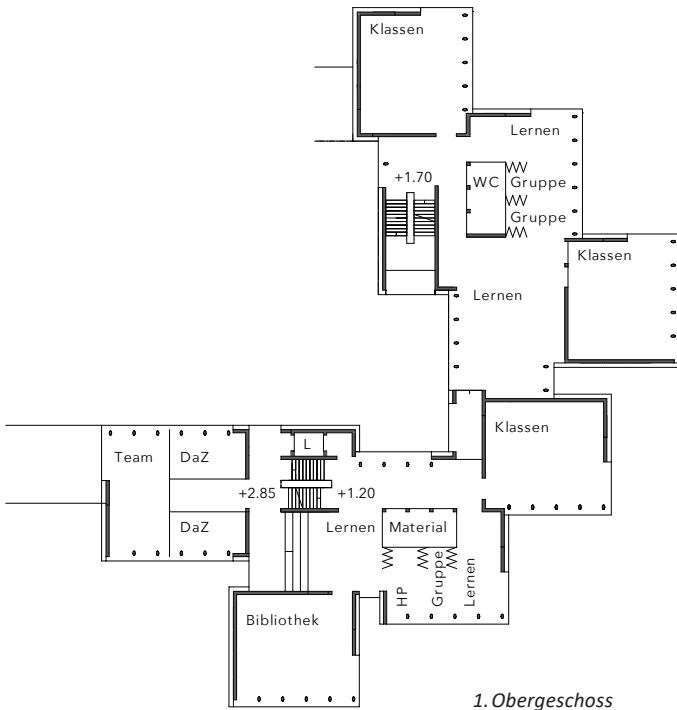 Klassen
Lernen
+1.70
WC
Gruppe
Gruppe
Klassen
Lernen
Klassen
L
Team
DaZ
+2.85
+1.20
DaZ
Lernen
Material
HP
Gruppe
Lernen
Bibliothek
1. Obergeschoss